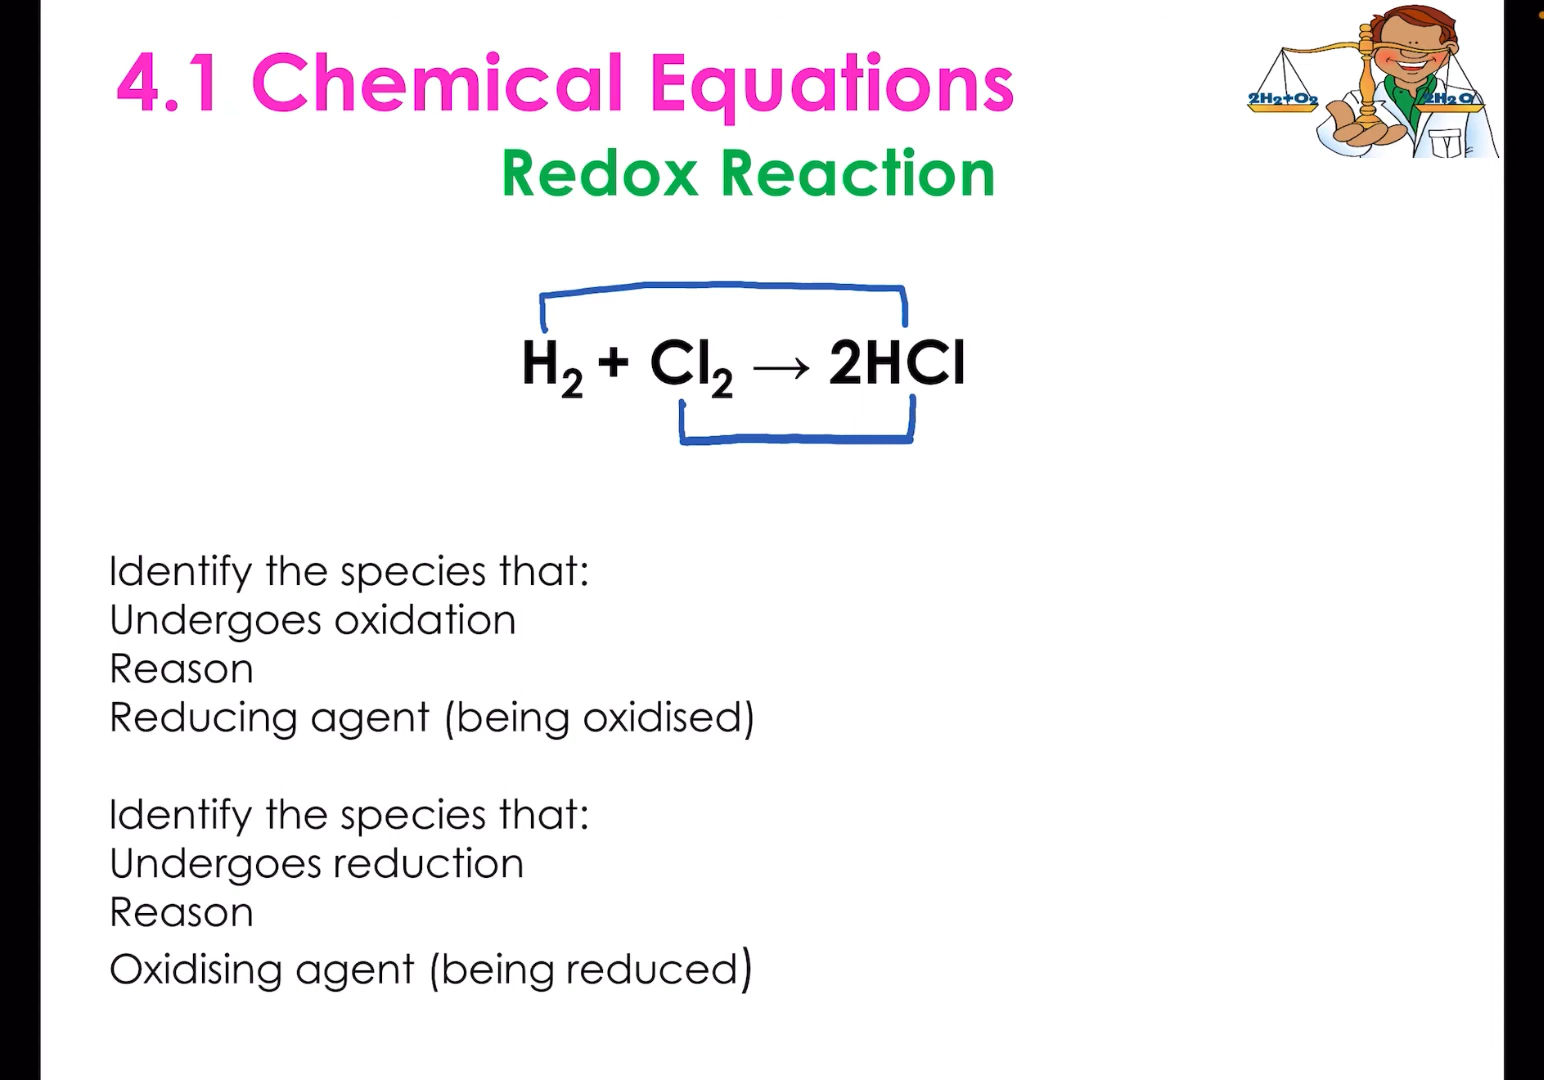 4.1 Chemical Equations
2H2+O2
2H2O
Redox Reaction
H₂ + Cl₂ → 2HCl
Identify the species that:
Undergoes oxidation
Reason
Reducing agent (being oxidised)
Identify the species that:
Undergoes reduction
Reason
Oxidising agent (being reduced)